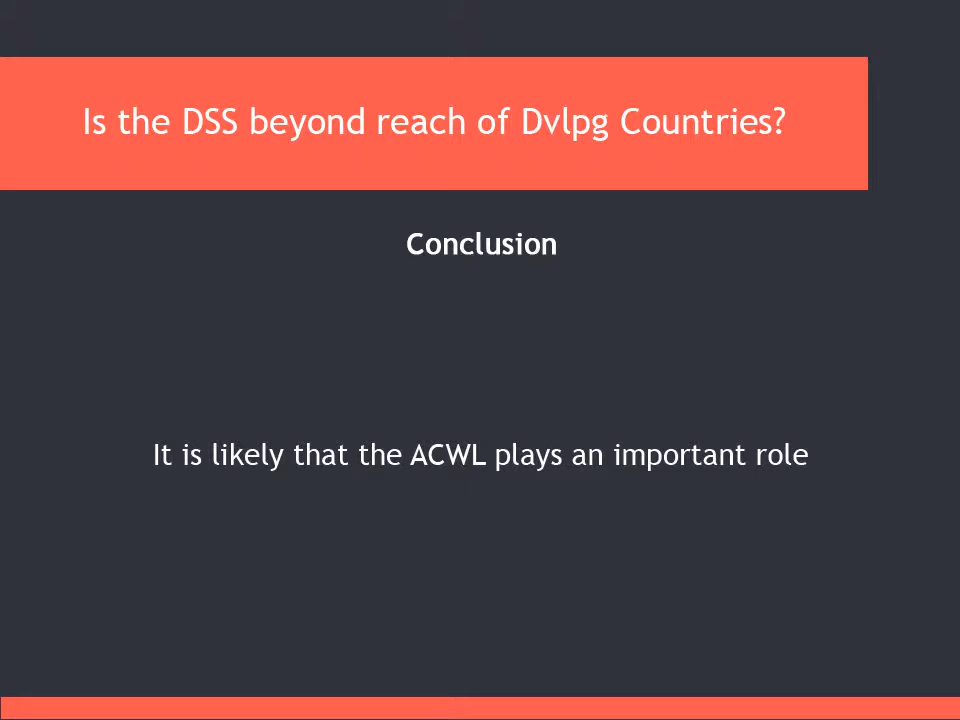 Is the DSS beyond reach of Dvlpg Countries?
Conclusion
It is likely that the ACWL plays an important role